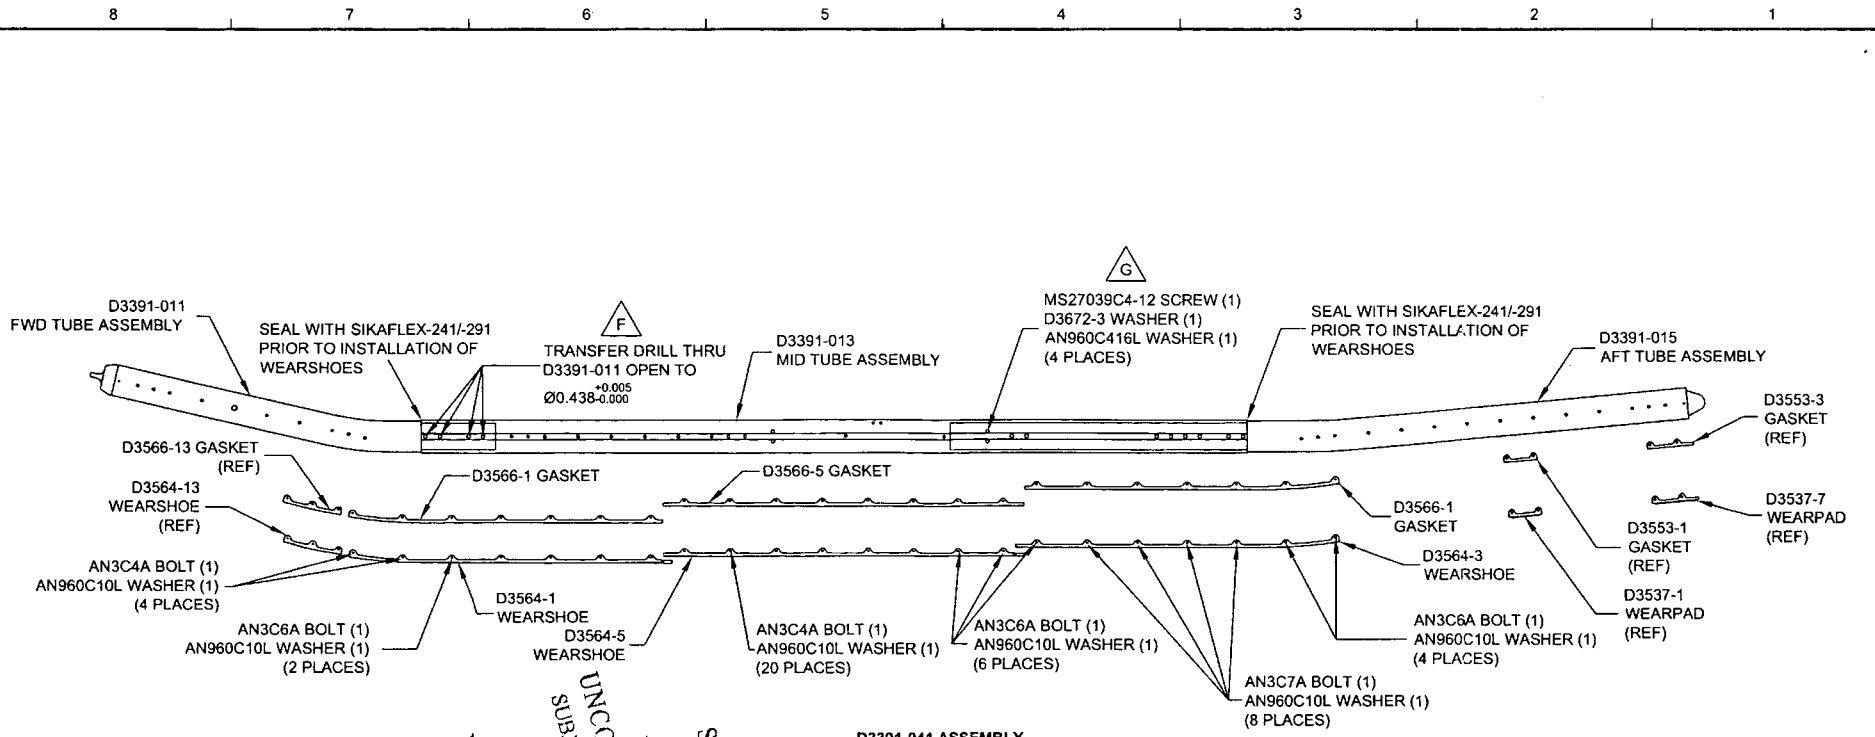 8 7 6 5 4 3 2 1
D3391-011
FWD TUBE ASSEMBLY
SEAL WITH SIKAFLEX-241/-291
PRIOR TO INSTALLATION OF
WEARSHOES
F
TRANSFER DRILL THRU
D3391-011 OPEN TO
Ø0.438 +0.005
-0.000
D3391-013
MID TUBE ASSEMBLY
G
MS27039C4-12 SCREW (1)
D3672-3 WASHER (1)
AN960C416L WASHER (1)
(4 PLACES)
SEAL WITH SIKAFLEX-241/-291
PRIOR TO INSTALLATION OF
WEARSHOES
D3391-015
AFT TUBE ASSEMBLY
D3553-3
GASKET
(REF)
D3566-13 GASKET
(REF)
D3566-1 GASKET
D3566-5 GASKET
D3564-13
WEARSHOE
(REF)
D3566-1
GASKET
D3553-1
GASKET
(REF)
D3537-7
WEARPAD
(REF)
AN3C4A BOLT (1)
AN960C10L WASHER (1)
(4 PLACES)
D3564-1
WEARSHOE
AN3C6A BOLT (1)
AN960C10L WASHER (1)
(2 PLACES)
D3564-5
WEARSHOE
AN3C4A BOLT (1)
AN960C10L WASHER (1)
(20 PLACES)
AN3C6A BOLT (1)
AN960C10L WASHER (1)
(6 PLACES)
D3564-3
WEARSHOE
D3537-1
WEARPAD
(REF)
AN3C6A BOLT (1)
AN960C10L WASHER (1)
(4 PLACES)
AN3C7A BOLT (1)
AN960C10L WASHER (1)
(8 PLACES)
D3391-041 ASSEMBLY